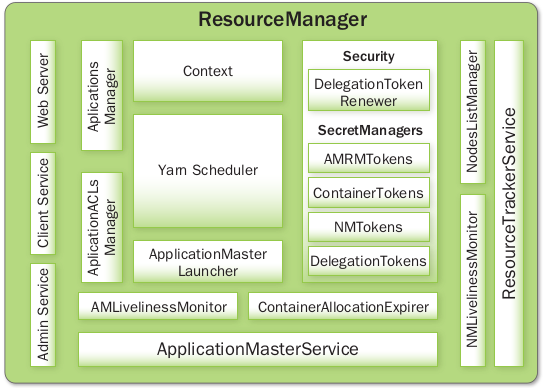 ResourceManager
Web Server
Client Service
Admin Service
Aplications
Manager
AplicationACLs
Manager
Context
Yarn Scheduler
ApplicationMaster
Launcher
Security
DelegationToken
Renewer
SecretManagers
AMRMTokens
ContainerTokens
NMTokens
DelegationTokens
NodesListManager
NMLivelinessMonitor
ResourceTrackerService
AMLivelinessMonitor
ContainerAllocationExpirer
ApplicationMasterService